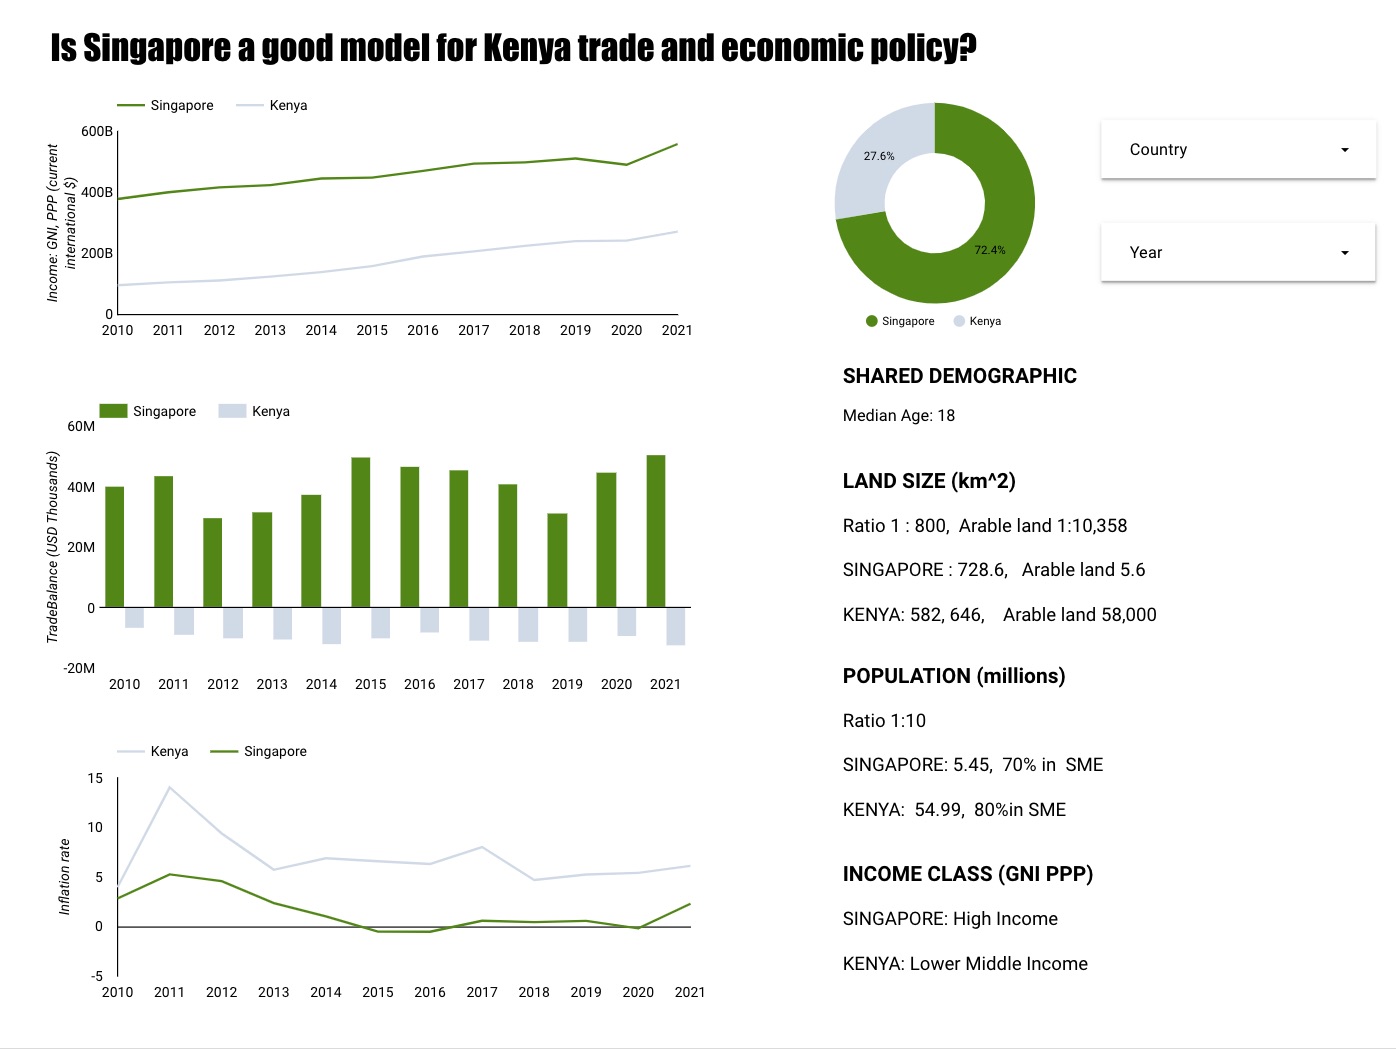 Is Singapore a good model for Kenya trade and economic policy?
Singapore Kenya
Income: GNI, PPP (current
international $)
600B
400B
200B
0
2010 2011 2012 2013 2014 2015 2016 2017 2018 2019 2020 2021
27.6%
72.4%
Singapore Kenya
Country
Year
Singapore Kenya
TradeBalance (USD Thousands)
60M
40M
20M
0
-20M
2010 2011 2012 2013 2014 2015 2016 2017 2018 2019 2020 2021
Kenya Singapore
Inflation rate
15
10
5
0
-5
2010 2011 2012 2013 2014 2015 2016 2017 2018 2019 2020 2021
SHARED DEMOGRAPHIC
Median Age: 18
LAND SIZE (km^2)
Ratio 1 : 800,  Arable land 1:10,358
SINGAPORE : 728.6,   Arable land 5.6
KENYA: 582, 646,    Arable land 58,000
POPULATION (millions)
Ratio 1:10
SINGAPORE: 5.45,  70% in  SME
KENYA:  54.99,  80%in SME
INCOME CLASS (GNI PPP)
SINGAPORE: High Income
KENYA: Lower Middle Income